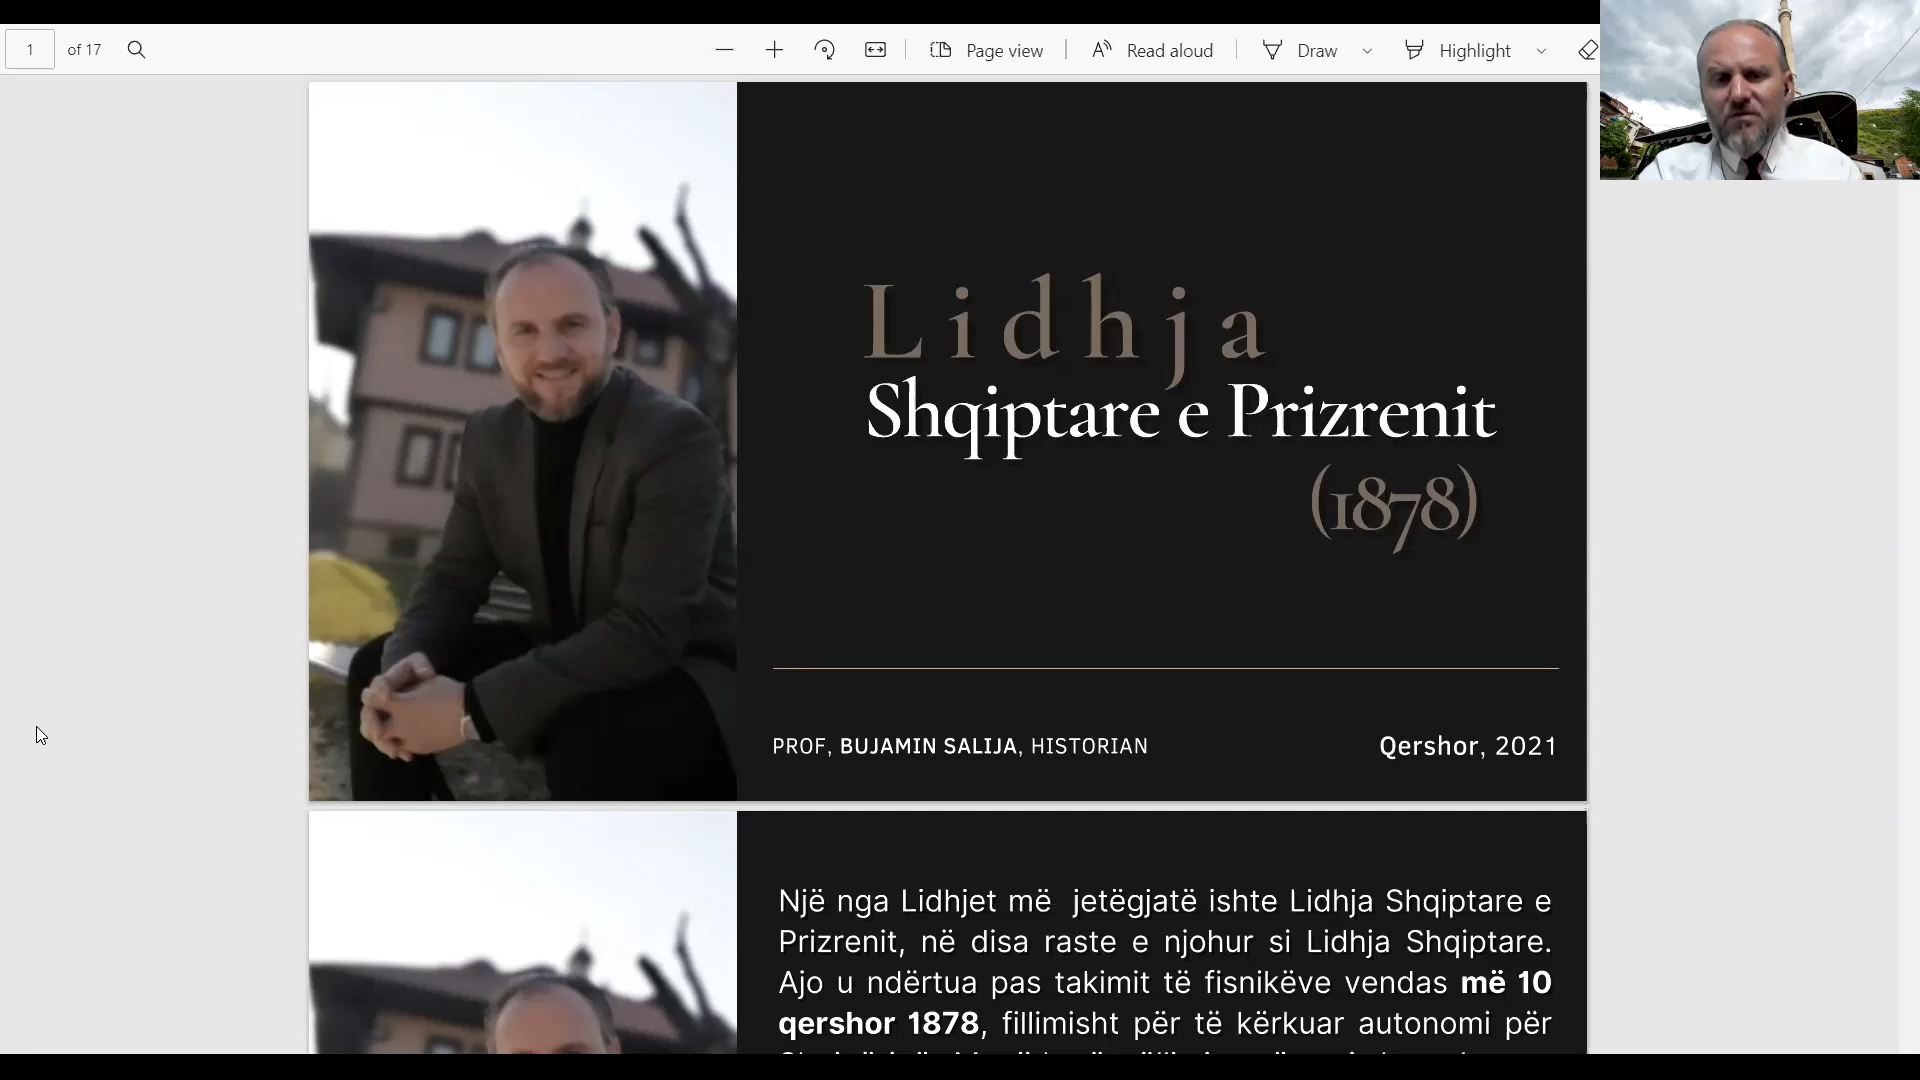 1 of 17
Page view
Read aloud
Draw
Highlight
Lidhja
Shqiptare e Prizrenit
(1878)
PROF, BUJAMIN SALIJA, HISTORIAN
Qershor, 2021
Një nga Lidhjet më jetëgjatë ishte Lidhja Shqiptare e
Prizrenit, në disa raste e njohur si Lidhja Shqiptare.
Ajo u ndërtua pas takimit të fisnikëve vendas më 10
qershor 1878, fillimisht për të kërkuar autonomi për